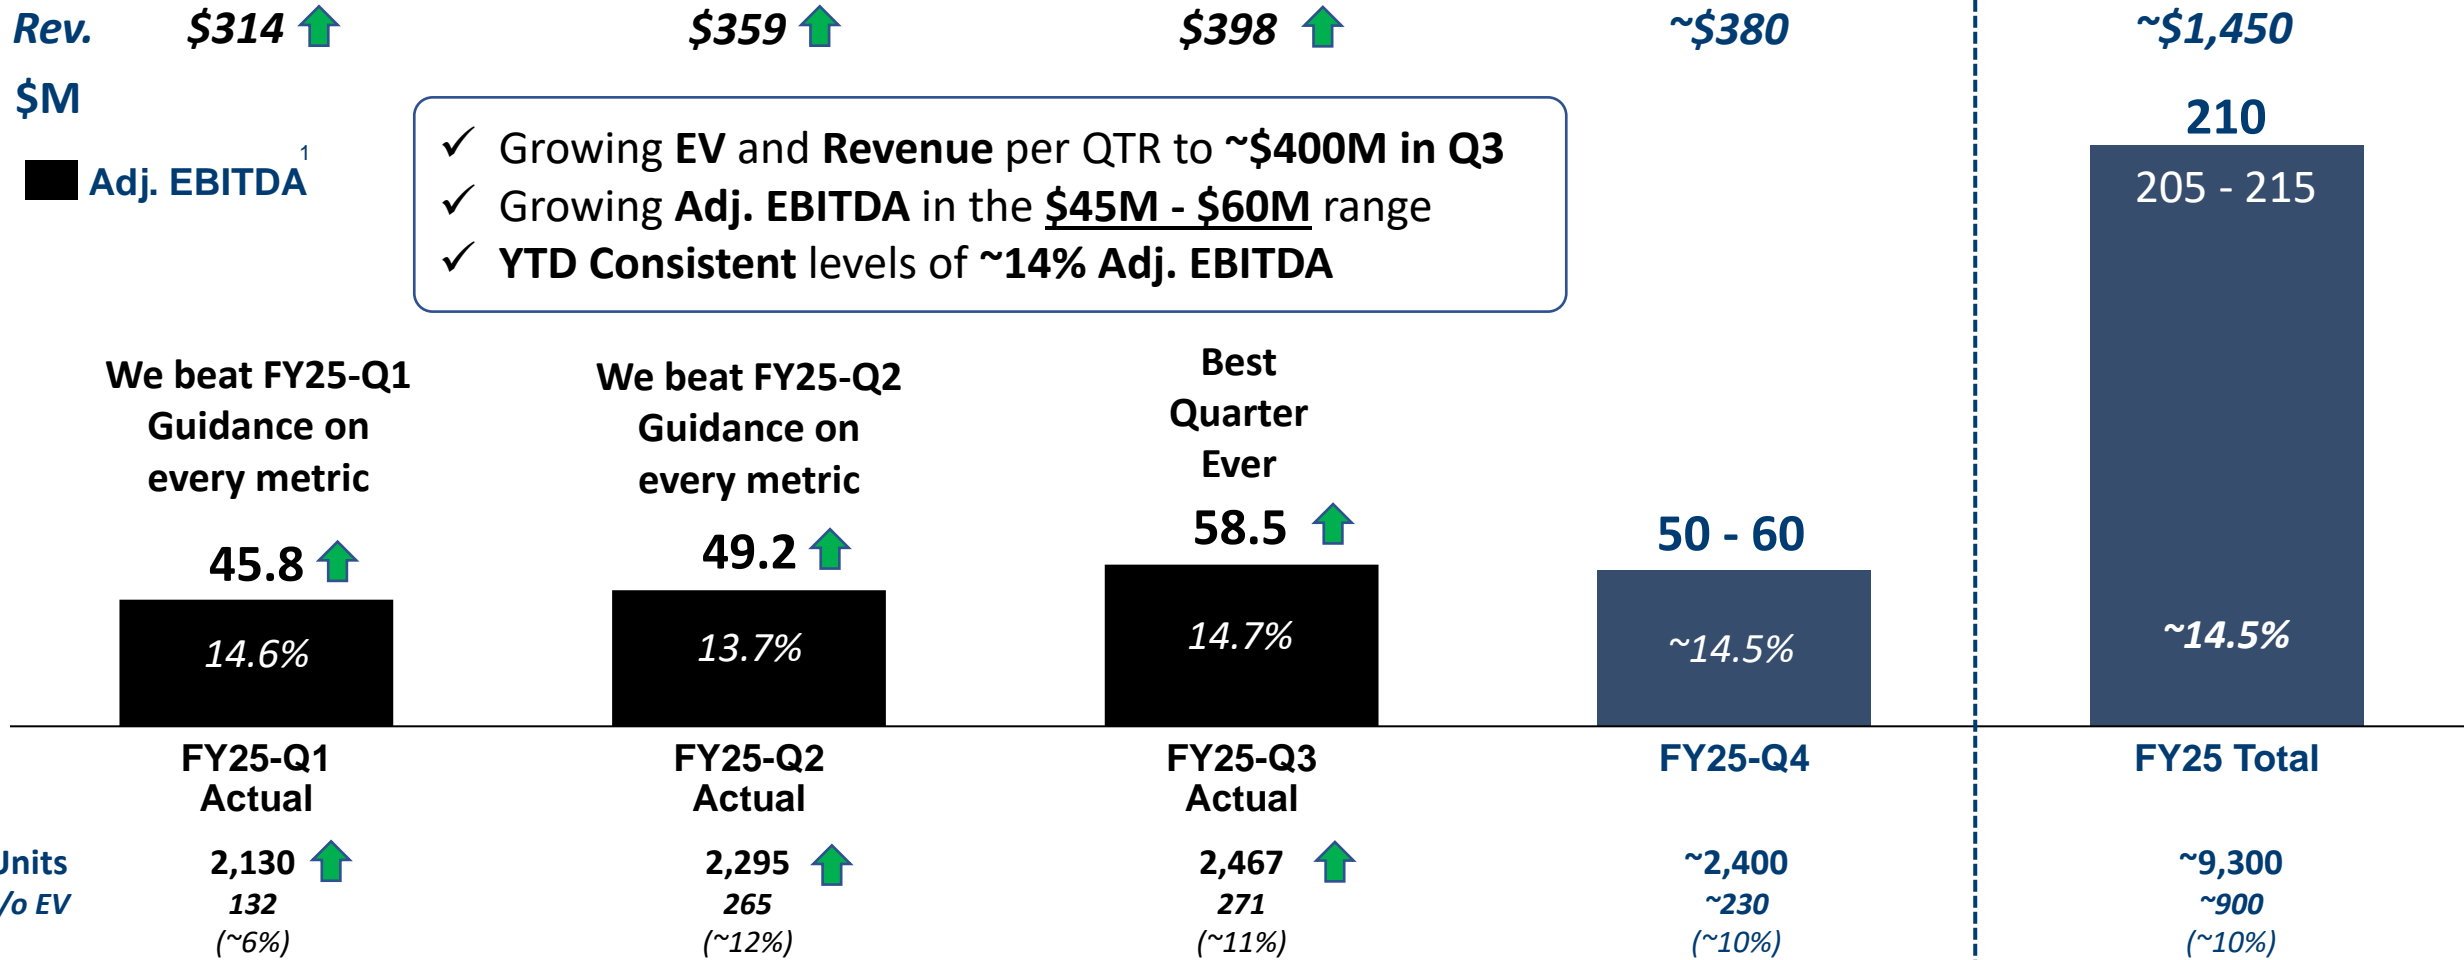 Rev. $314 $359 $398 ~$380 ~$1,450
$M
Adj. EBITDA1
✓ Growing EV and Revenue per QTR to ~$400M in Q3
✓ Growing Adj. EBITDA in the $45M - $60M range
✓ YTD Consistent levels of ~14% Adj. EBITDA
210
205 - 215
We beat FY25-Q1
Guidance on
every metric
We beat FY25-Q2
Guidance on
every metric
Best
Quarter
Ever
45.8 49.2 58.5 50 - 60
14.6% 13.7% 14.7% ~14.5% ~14.5%
FY25-Q1
Actual
FY25-Q2
Actual
FY25-Q3
Actual
FY25-Q4
FY25 Total
Units 2,130 2,295 2,467 ~2,400 ~9,300
/o EV 132 265 271 ~230 ~900
(~6%) (~12%) (~11%) (~10%) (~10%)